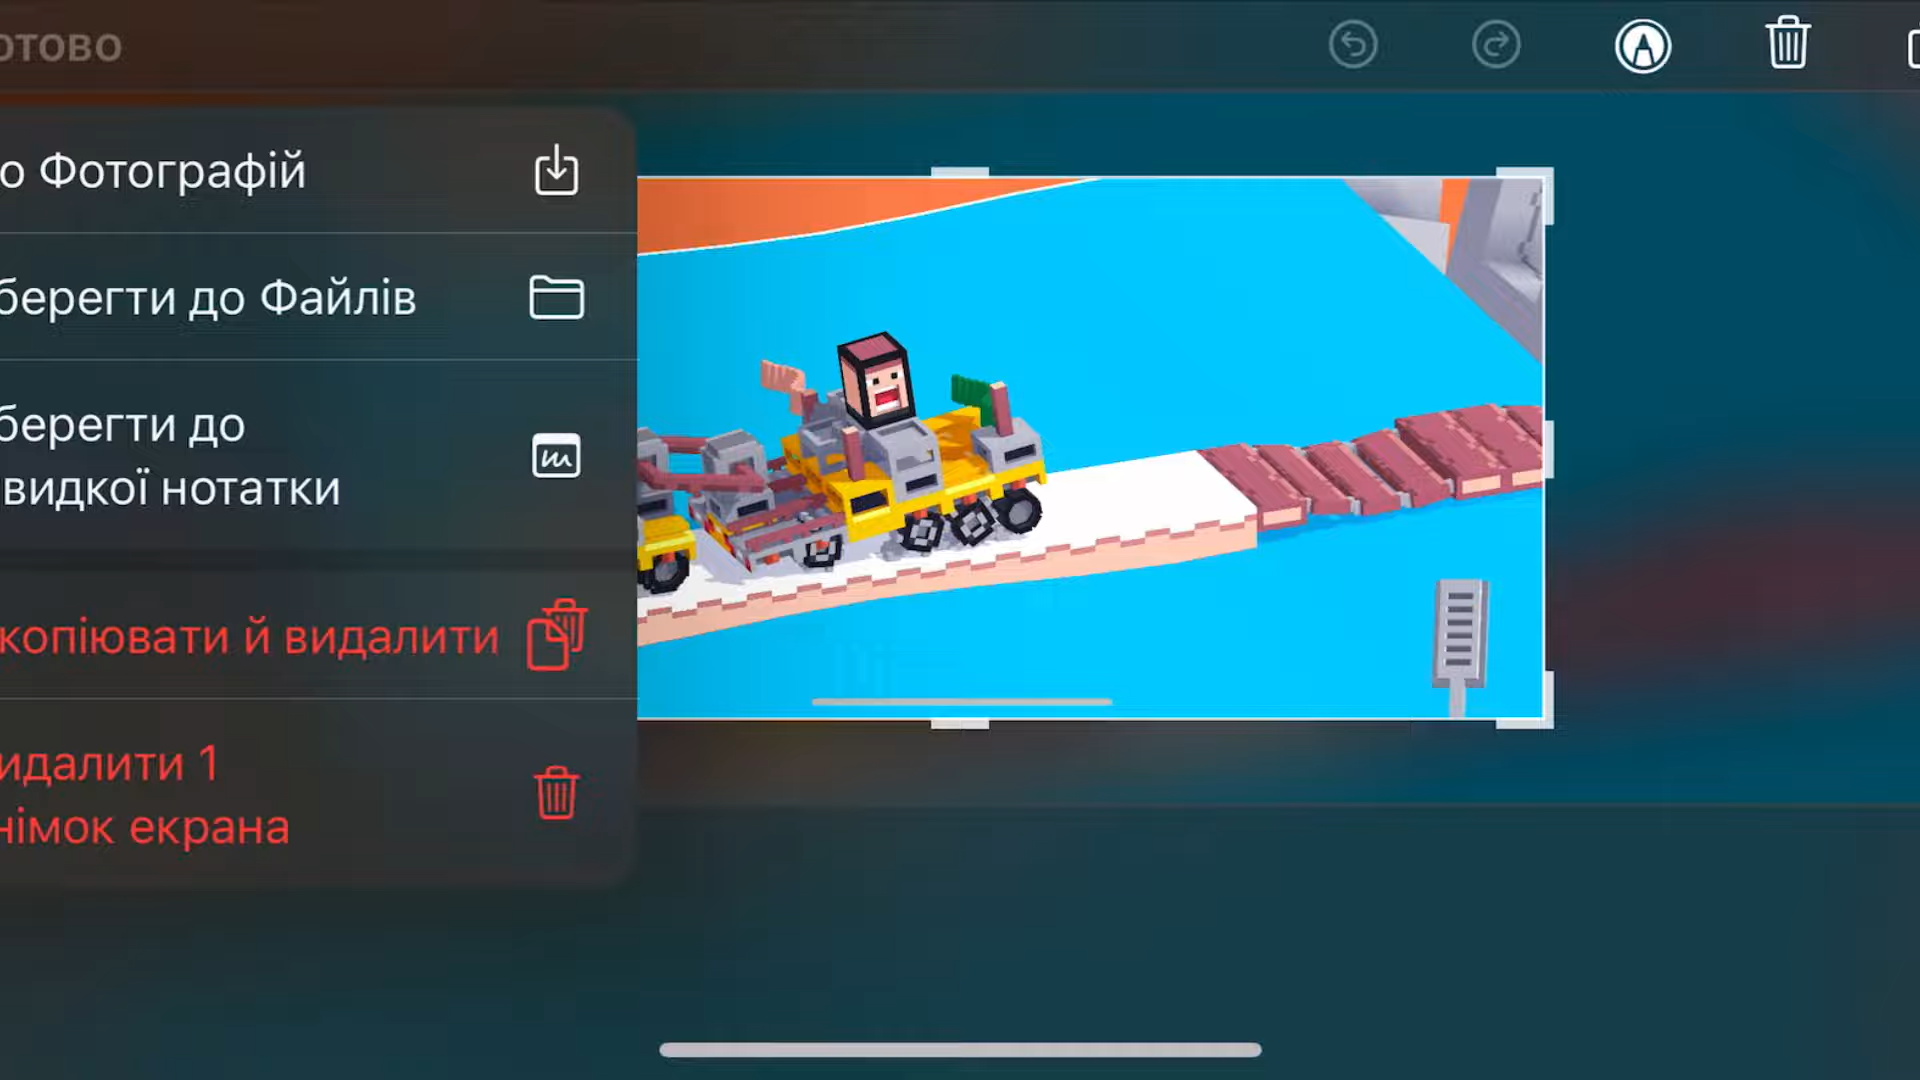 отово
о Фотографій
берегти до Файлів
берегти до
видкої нотатки
копіювати й видалити
идалити 1
німок екрана